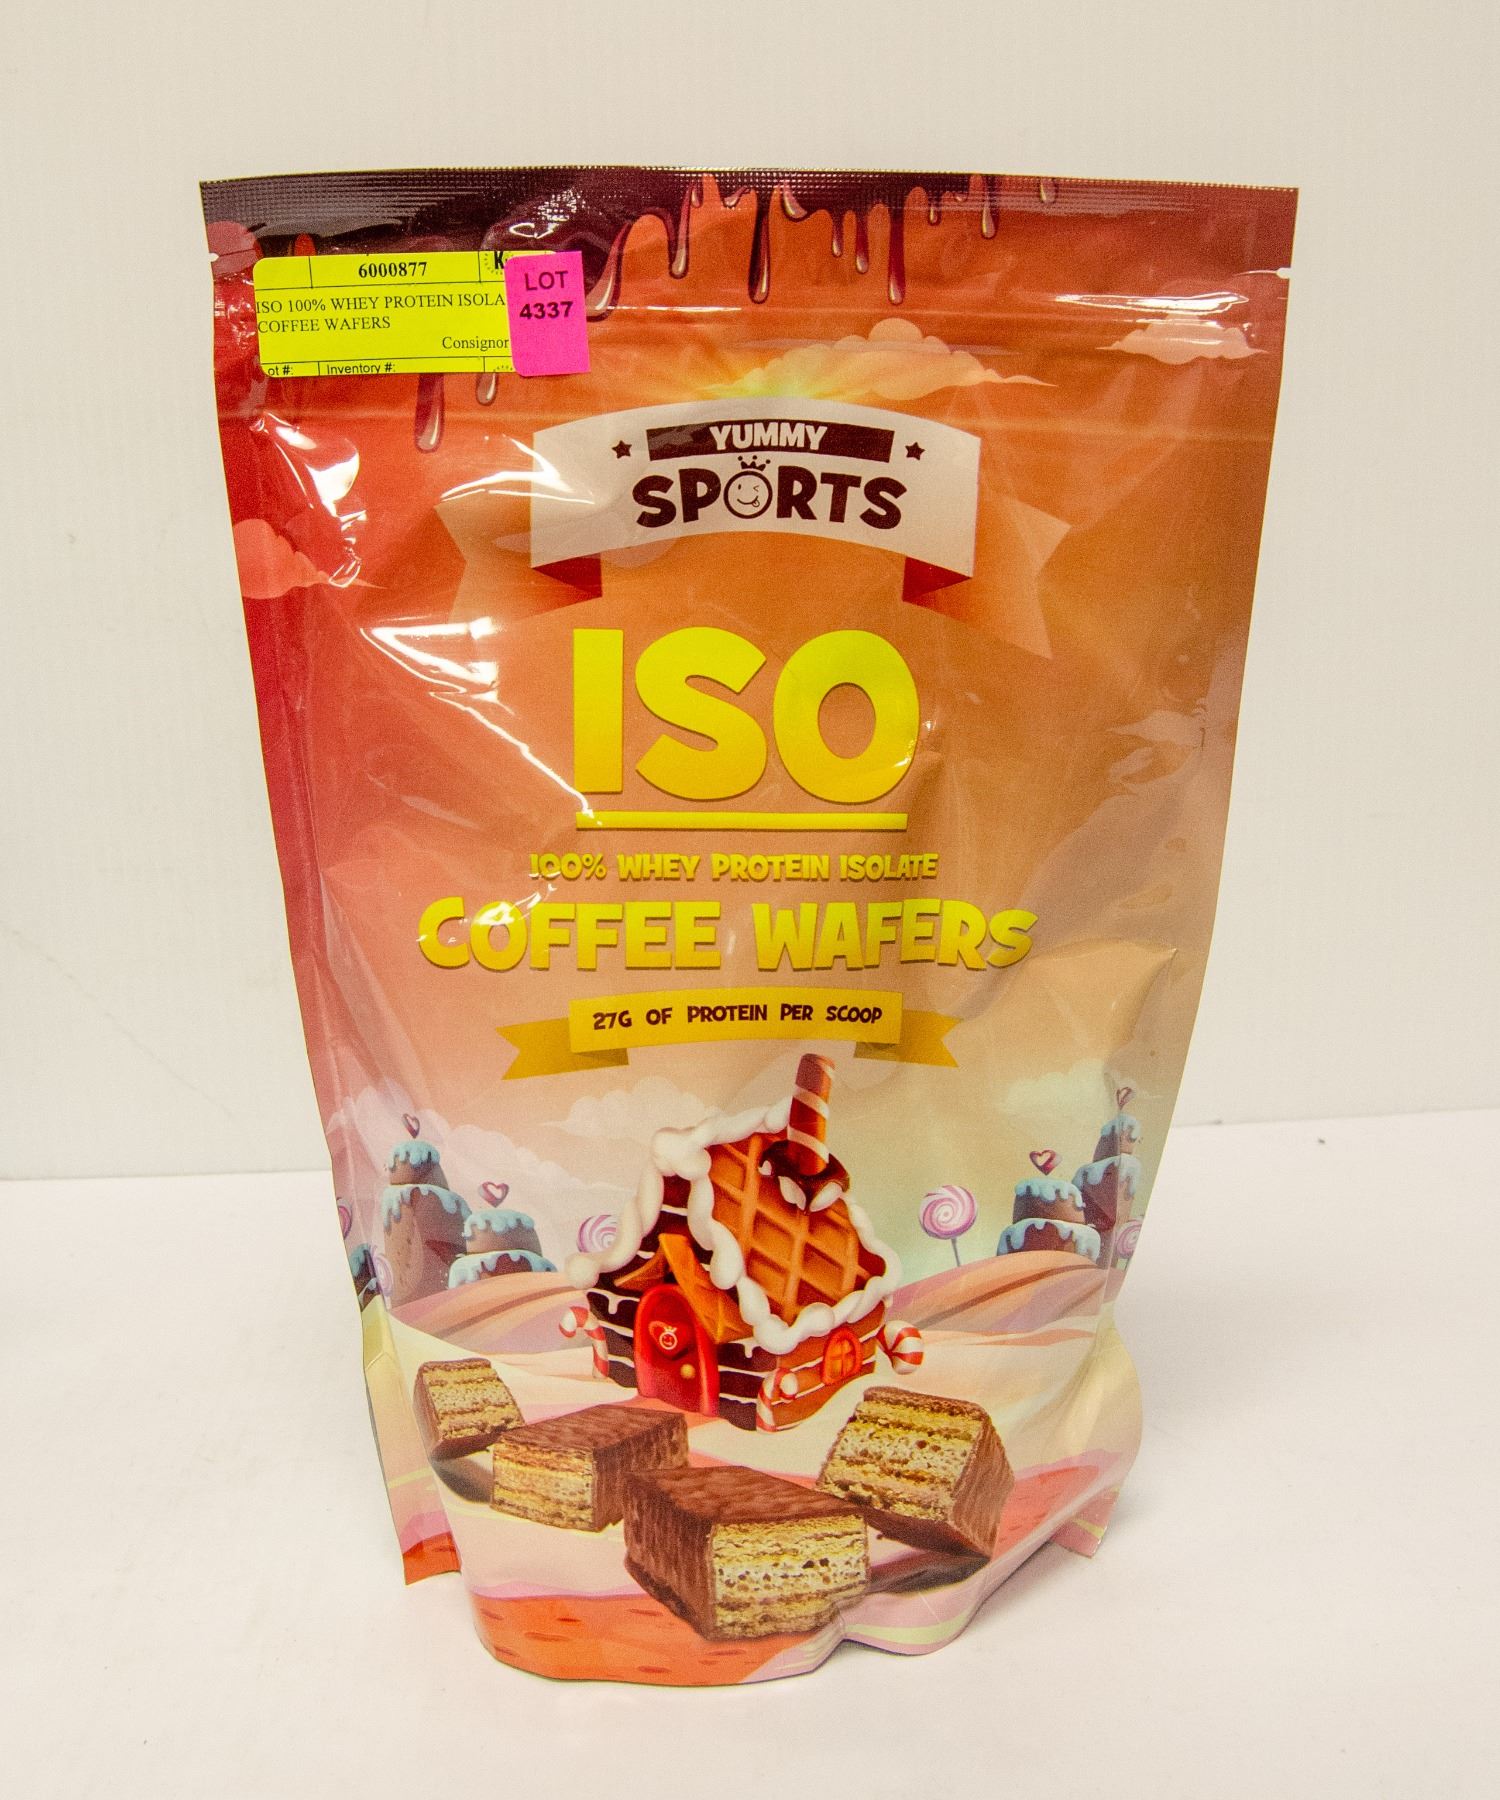 6000877
ISO 100% WHEY PROTEIN ISOLA
COFFEE WAFERS
Consignor
ot #:
Inventory #:
LOT
4337
YUMMY
SPORTS
ISO
100% WHEY PROTEIN ISOLATE
COFFEE WAFERS
27G OF PROTEIN PER SCOOP